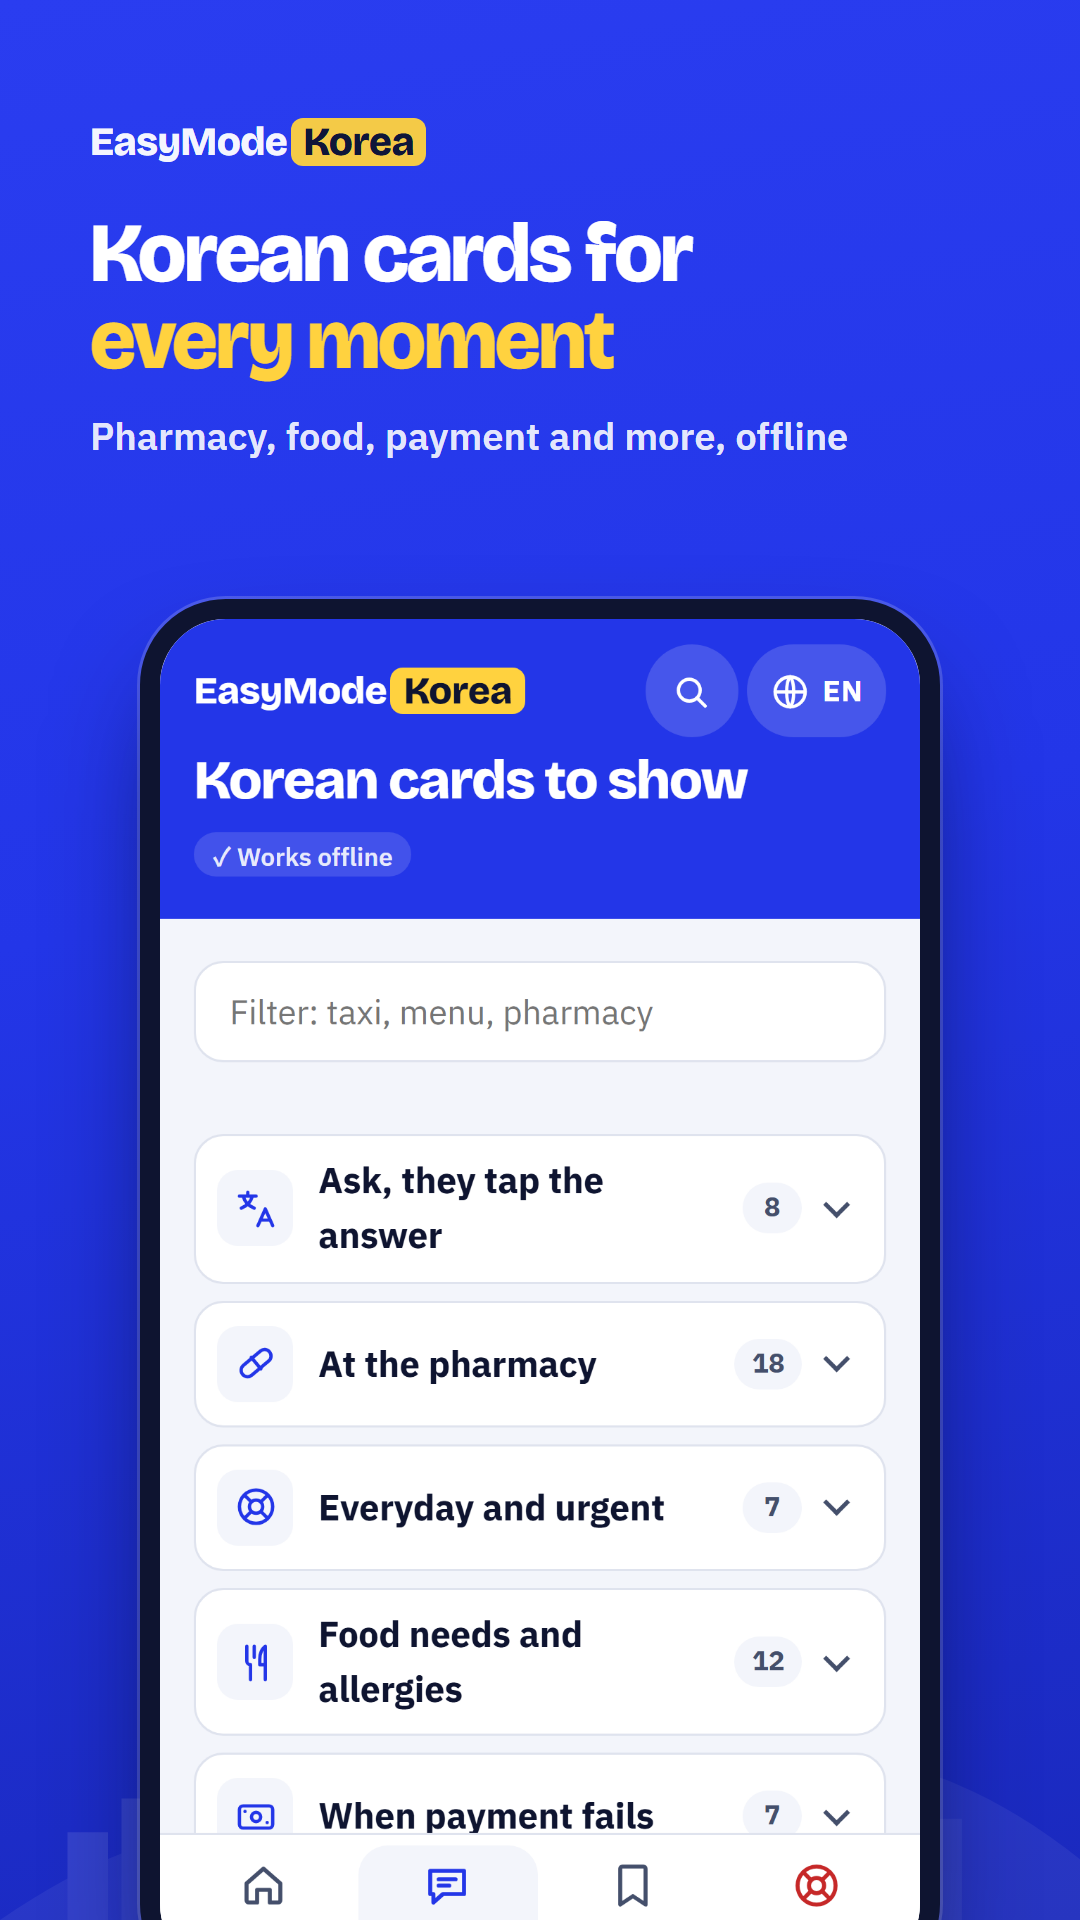 EasyMode Korea
Korean cards for
every moment
Pharmacy, food, payment and more, offline
EasyMode Korea
EN
Korean cards to show
✓ Works offline
Filter: taxi, menu, pharmacy
Ask, they tap the
answer
8
At the pharmacy
18
Everyday and urgent
7
Food needs and
allergies
12
When payment fails
7